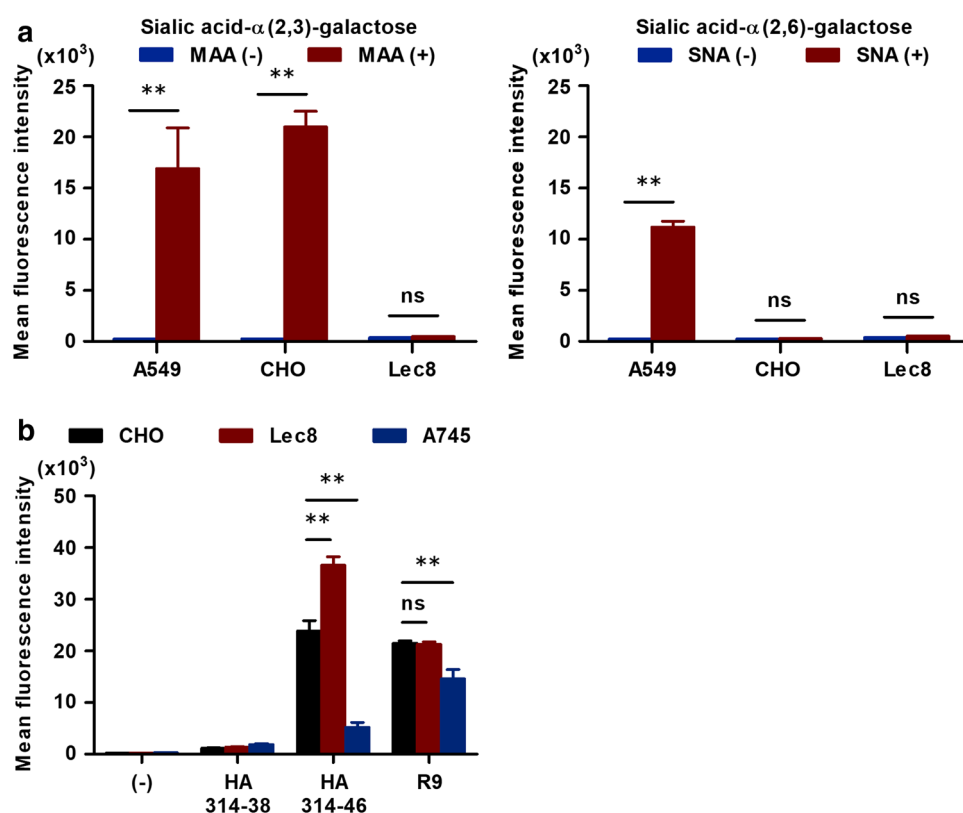 a
Sialic acid-α(2,3)-galactose
(x10³)
MAA (-) MAA (+)
Mean fluorescence intensity
25
20
15
10
5
0
**
**
ns
A549 CHO Lec8
Sialic acid-α(2,6)-galactose
(x10³)
SNA (-) SNA (+)
Mean fluorescence intensity
25
20
15
10
5
0
**
ns
ns
A549 CHO Lec8
b
CHO Lec8 A745
(x10³)
Mean fluorescence intensity
50
40
30
20
10
0
**
**
**
ns
(-) HA HA R9
314-38 314-46